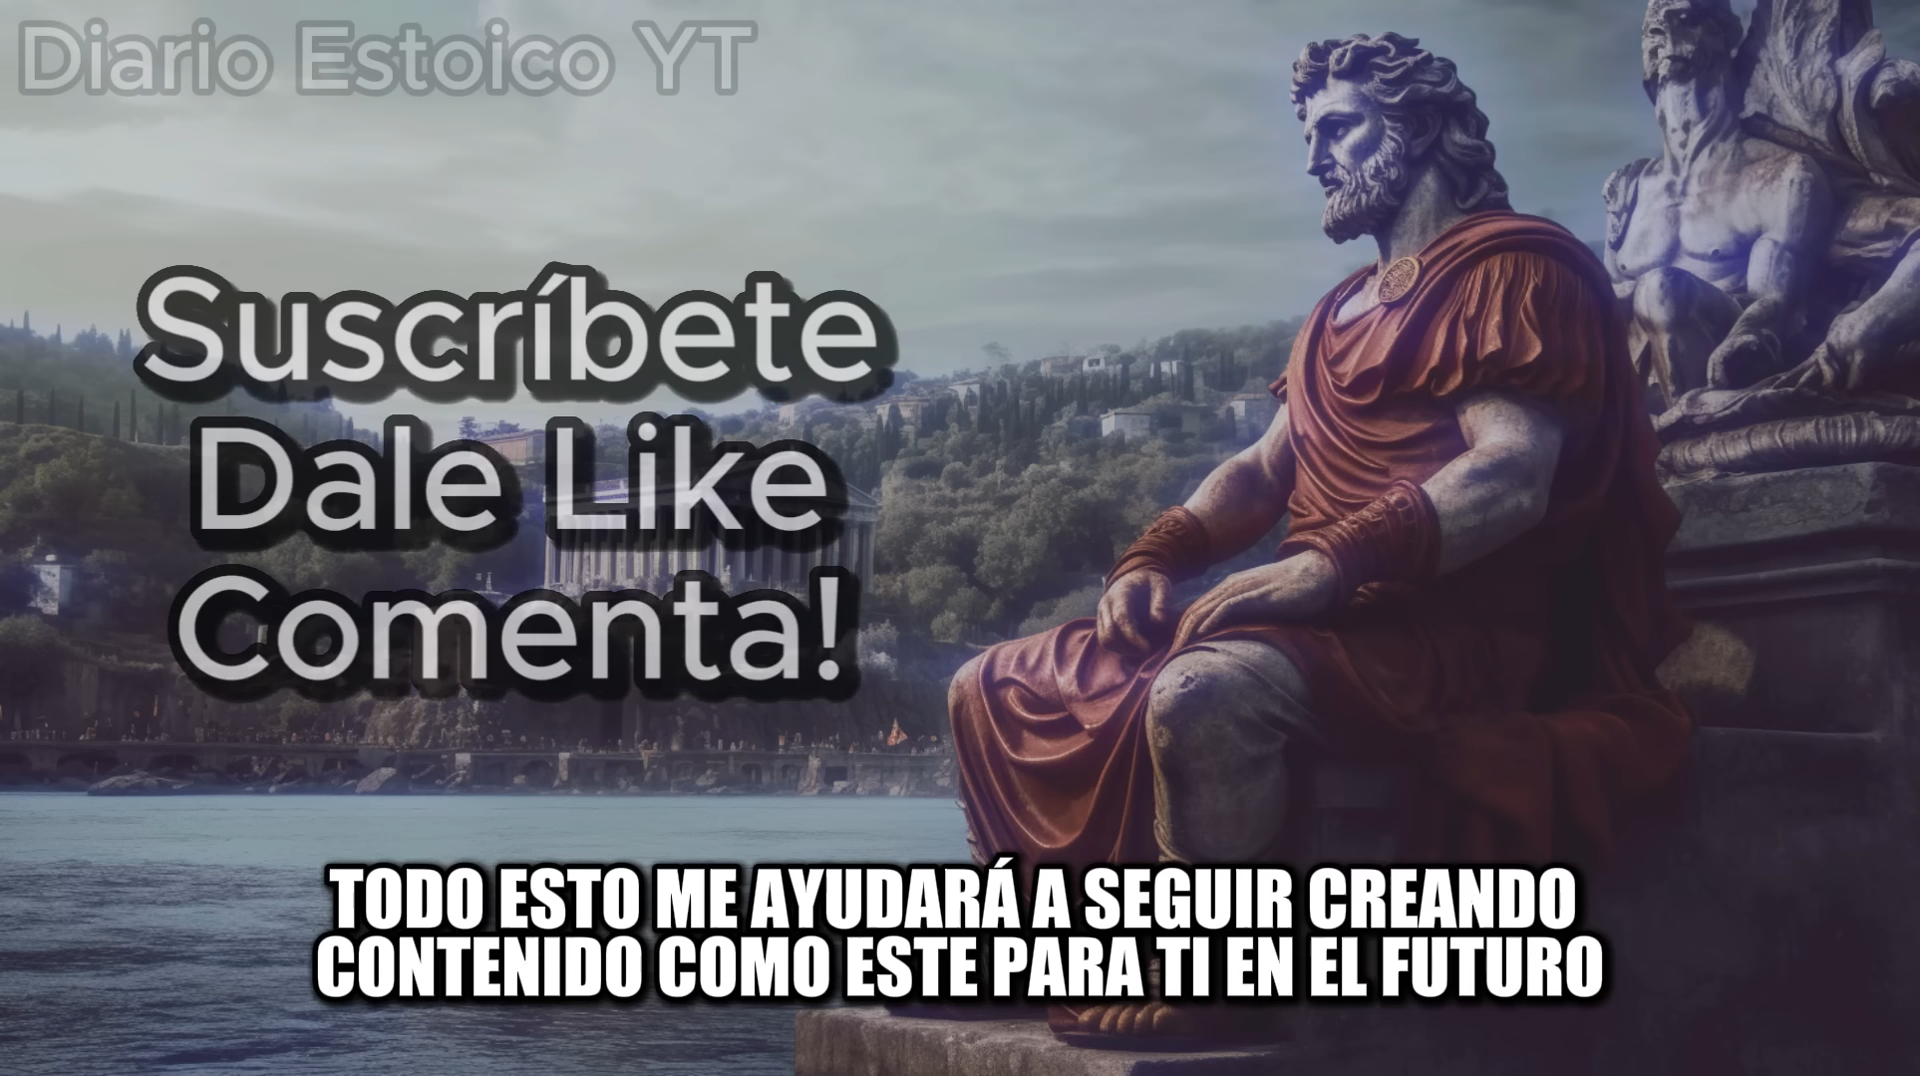 Diario Estoico YT
Suscríbete
Dale Like
Comenta!
TODO ESTO ME AYUDARÁ A SEGUIR CREANDO
CONTENIDO COMO ESTE PARA TI EN EL FUTURO